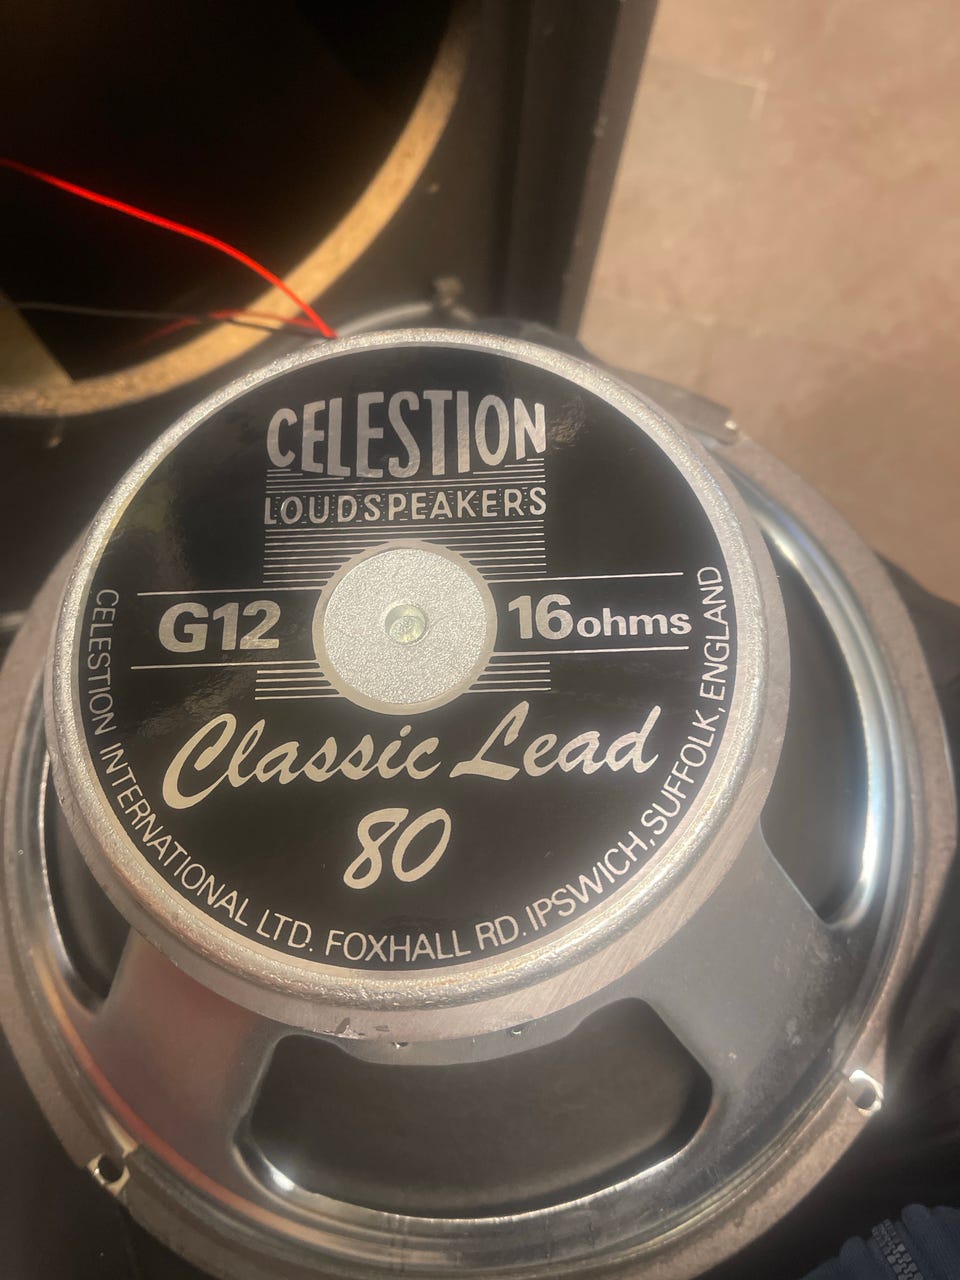 CELESTION
LOUDSPEAKERS
G12 16ohms
Classic Lead
80
CELESTION INTERNATIONAL LTD. FOXHALL RD. IPSWICH, SUFFOLK, ENGLAND